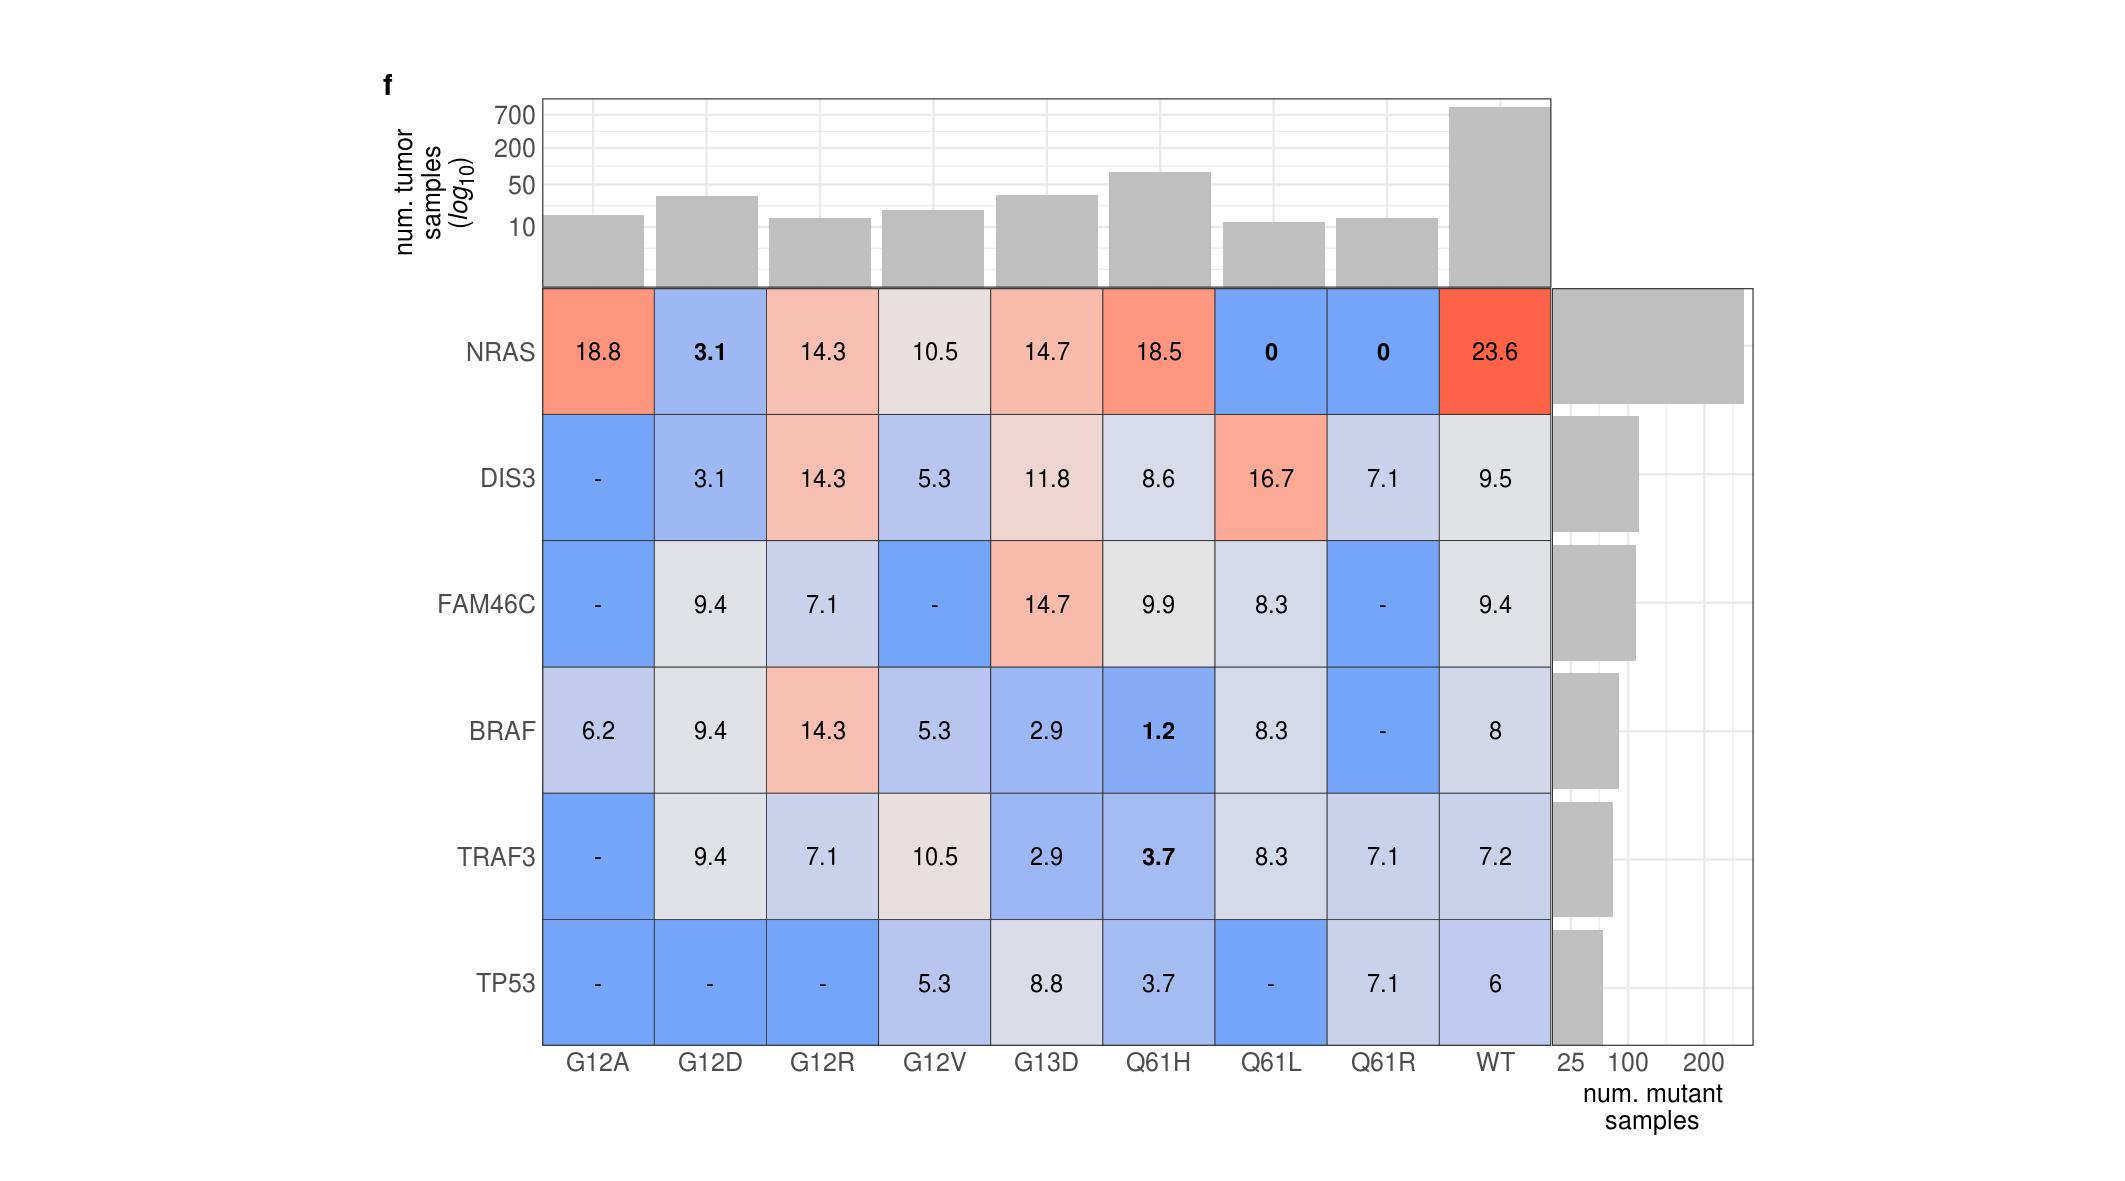 f
num. tumor
samples
(log10)
700
200
50
10
NRAS 18.8 3.1 14.3 10.5 14.7 18.5 0 0 23.6
DIS3 - 3.1 14.3 5.3 11.8 8.6 16.7 7.1 9.5
FAM46C - 9.4 7.1 - 14.7 9.9 8.3 - 9.4
BRAF 6.2 9.4 14.3 5.3 2.9 1.2 8.3 - 8
TRAF3 - 9.4 7.1 10.5 2.9 3.7 8.3 7.1 7.2
TP53 - - - 5.3 8.8 3.7 - 7.1 6
G12A G12D G12R G12V G13D Q61H Q61L Q61R WT 25 100 200
num. mutant
samples